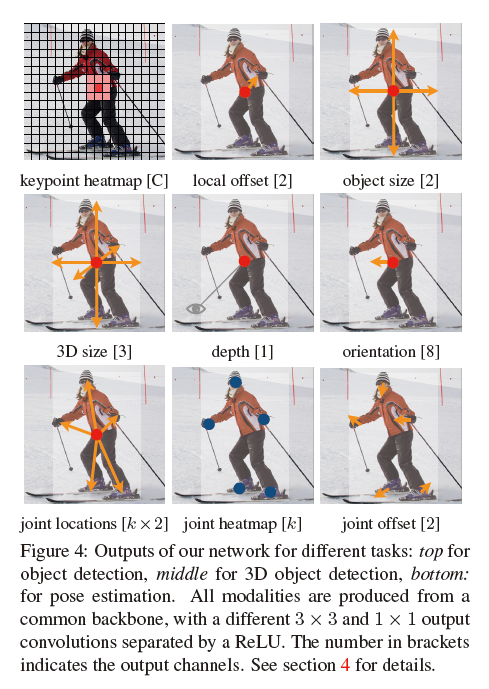 keypoint heatmap [C] local offset [2] object size [2]
3D size [3] depth [1] orientation [8]
joint locations [k × 2] joint heatmap [k] joint offset [2]
Figure 4: Outputs of our network for different tasks: top for
object detection, middle for 3D object detection, bottom:
for pose estimation. All modalities are produced from a
common backbone, with a different 3 × 3 and 1 × 1 output
convolutions separated by a ReLU. The number in brackets
indicates the output channels. See section 4 for details.